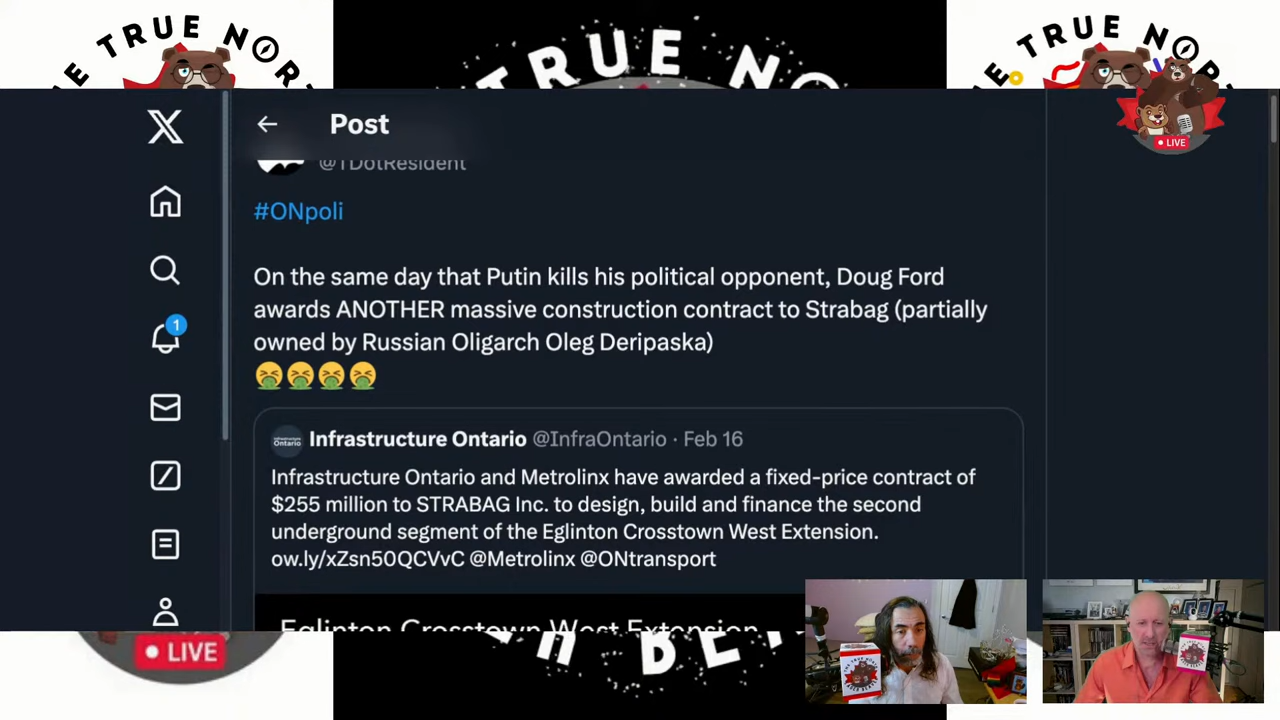 THE TRUE NORT
TRUE NO
E TRUE NOR
LIVE
Post
@TDotResident
#ONpoli
On the same day that Putin kills his political opponent, Doug Ford
awards ANOTHER massive construction contract to Strabag (partially
owned by Russian Oligarch Oleg Deripaska)
🤮🤮🤮🤮
1
Infrastructure Ontario @InfraOntario · Feb 16
Infrastructure Ontario and Metrolinx have awarded a fixed-price contract of
$255 million to STRABAG Inc. to design, build and finance the second
underground segment of the Eglinton Crosstown West Extension.
ow.ly/xZsn50QCVvC @Metrolinx @ONtransport
Eglinton Crosstown West Extension
LIVE